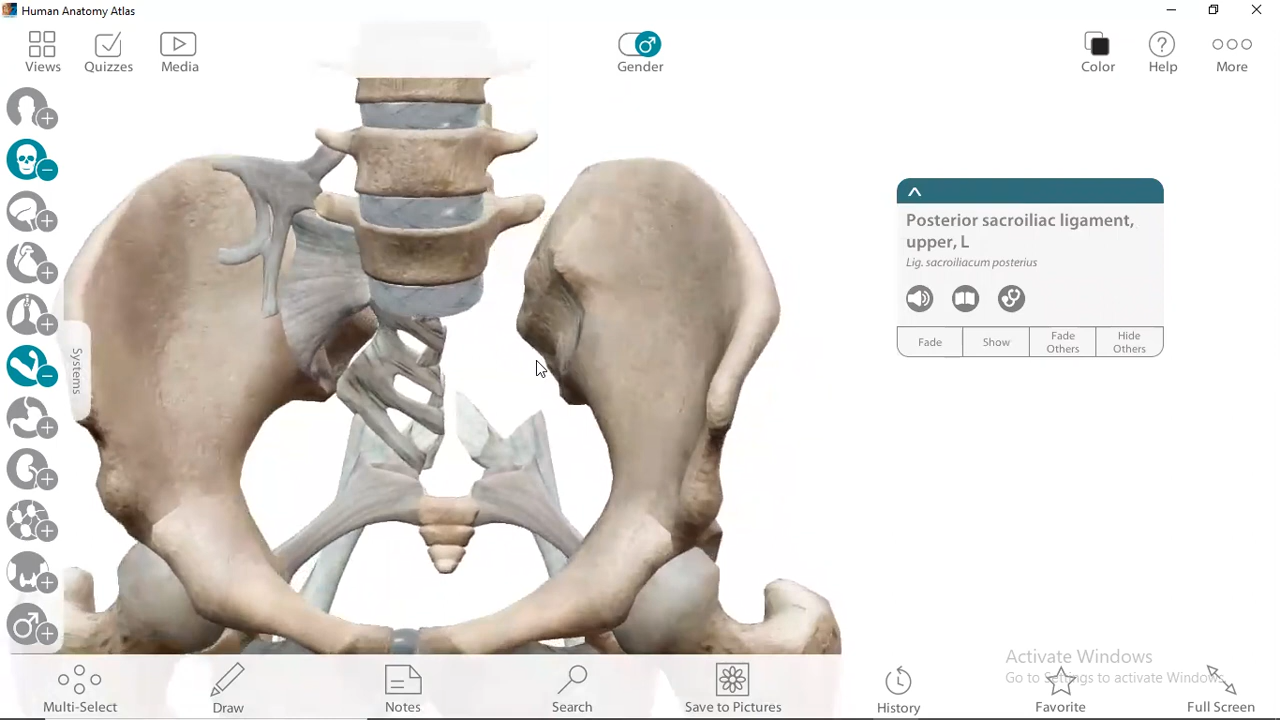 Human Anatomy Atlas
Views
Quizzes
Media
Gender
Color
Help
More
Systems
Posterior sacroiliac ligament,
upper, L
Lig. sacroiliacum posterius
Fade
Show
Fade
Others
Hide
Others
Activate Windows
Go to Settings to activate Windows.
Multi-Select
Draw
Notes
Search
Save to Pictures
History
Favorite
Full Screen